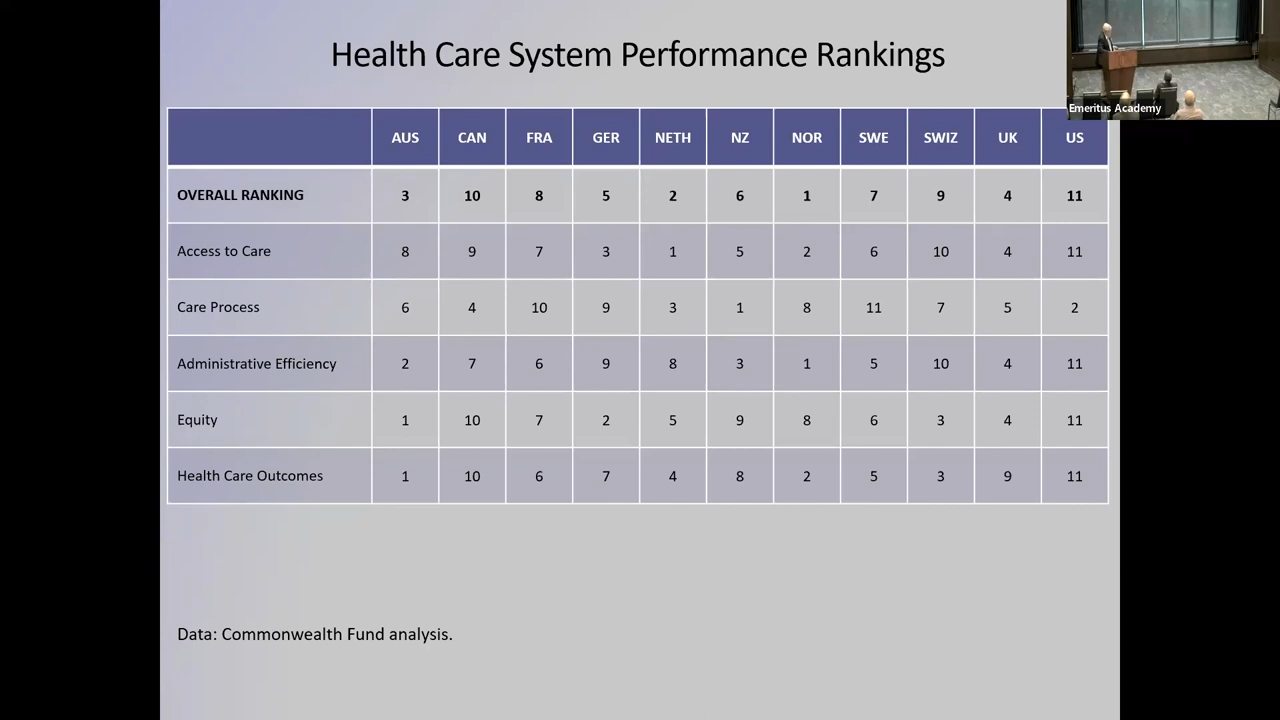 Health Care System Performance Rankings
Emeritus Academy
AUS CAN FRA GER NETH NZ NOR SWE SWIZ UK US
OVERALL RANKING 3 10 8 5 2 6 1 7 9 4 11
Access to Care 8 9 7 3 1 5 2 6 10 4 11
Care Process 6 4 10 9 3 1 8 11 7 5 2
Administrative Efficiency 2 7 6 9 8 3 1 5 10 4 11
Equity 1 10 7 2 5 9 8 6 3 4 11
Health Care Outcomes 1 10 6 7 4 8 2 5 3 9 11
Data: Commonwealth Fund analysis.